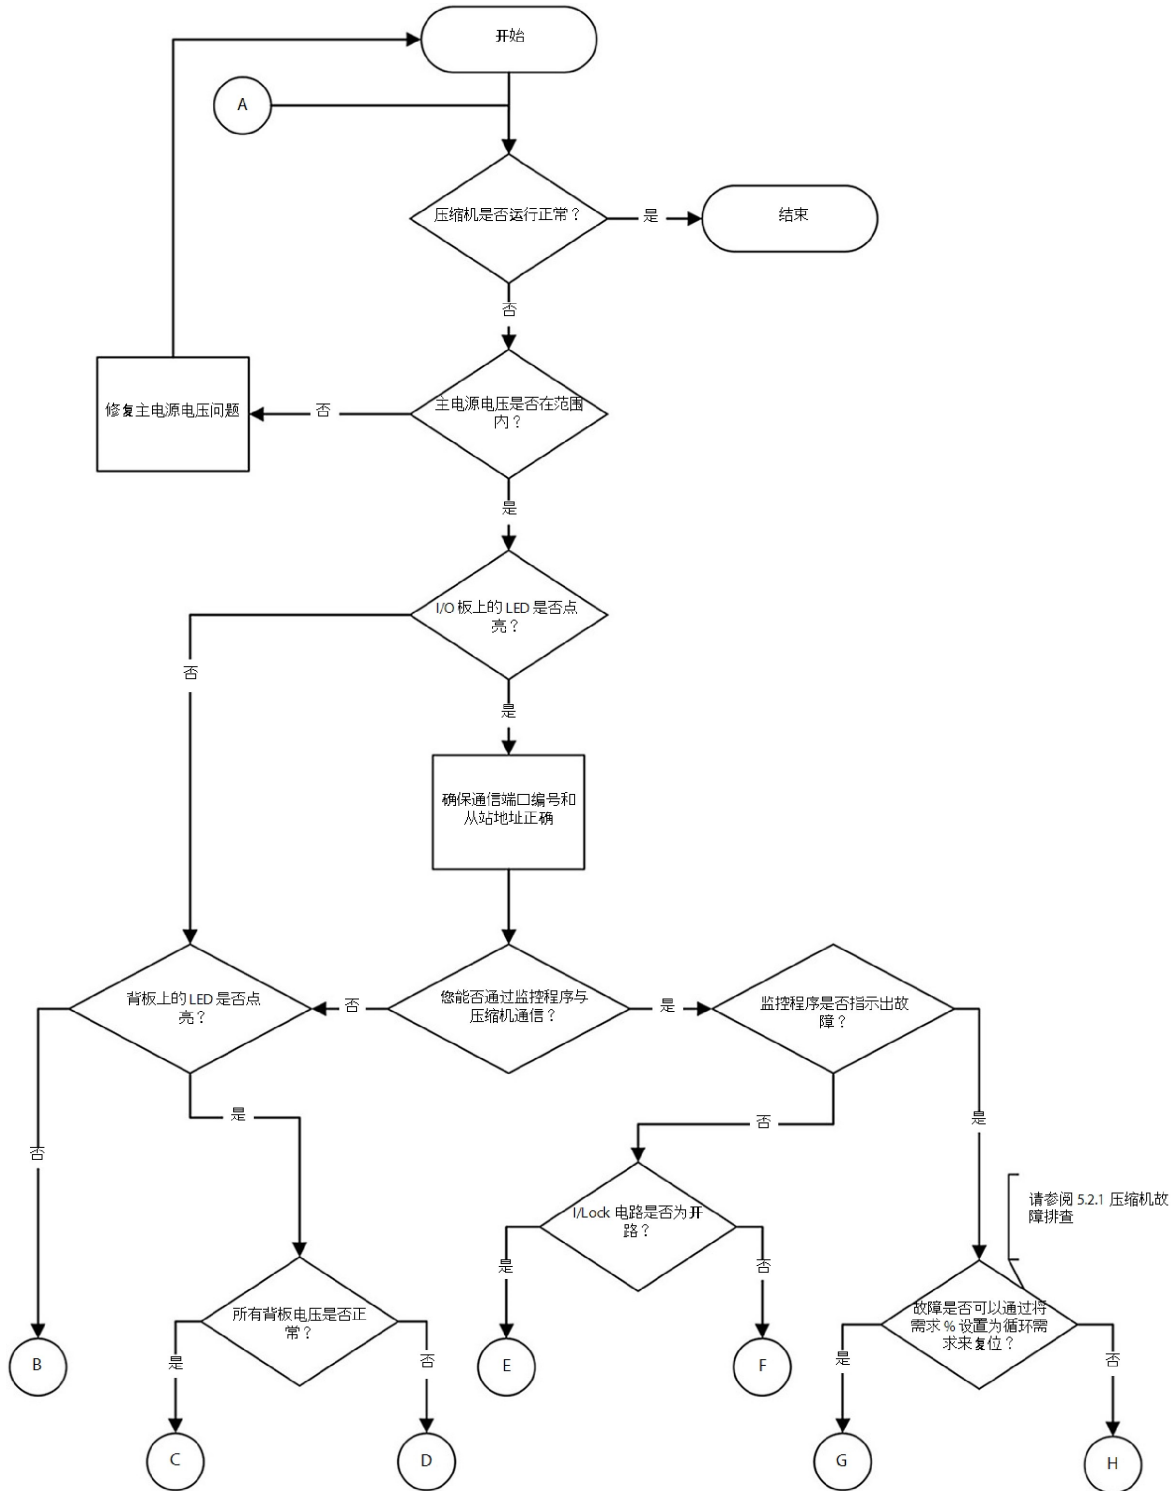 开始
A
压缩机是否运行正常？
是
结束
否
主电源电压是否在范围
内？
否
修复主电源电压问题
是
I/O 板上的 LED 是否点
亮？
否
是
确保通信端口编号和
从站地址正确
背板上的 LED 是否点
亮？
否
您能否通过监控程序与
压缩机通信？
是
监控程序是否指示出故
障？
是
否
否
是
请参阅 5.2.1 压缩机故
障排查
I/Lock 电路是否为开
路？
是
否
所有背板电压是否正
常？
故障是否可以通过将
需求 % 设置为循环需
求来复位？
是
否
是
否
B
E
F
C
D
G
H